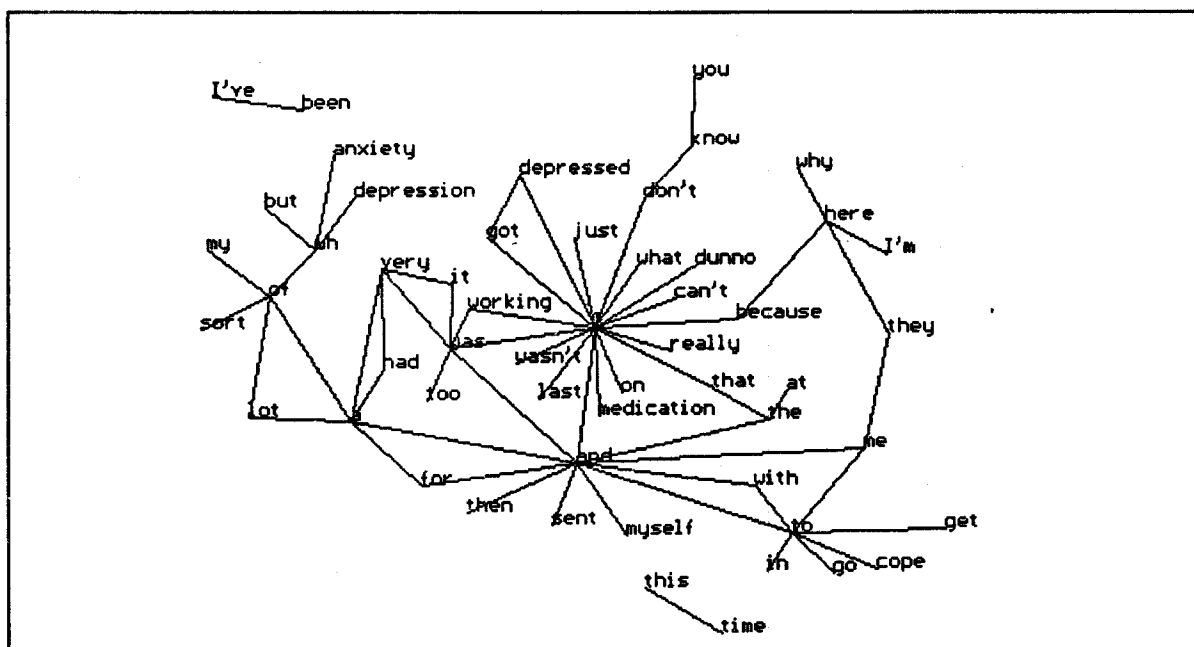 you
I've
been
know
anxiety
why
depressed
depression
don't
but
here
just
got
my
uh
I'm
what
dunno
very
it
of
can't
working
because
sort
I
they
was
really
wasn't
had
that
at
too
last
on
medication
lot
a
the
me
and
for
with
then
sent
myself
to
get
in
go
cope
this
time